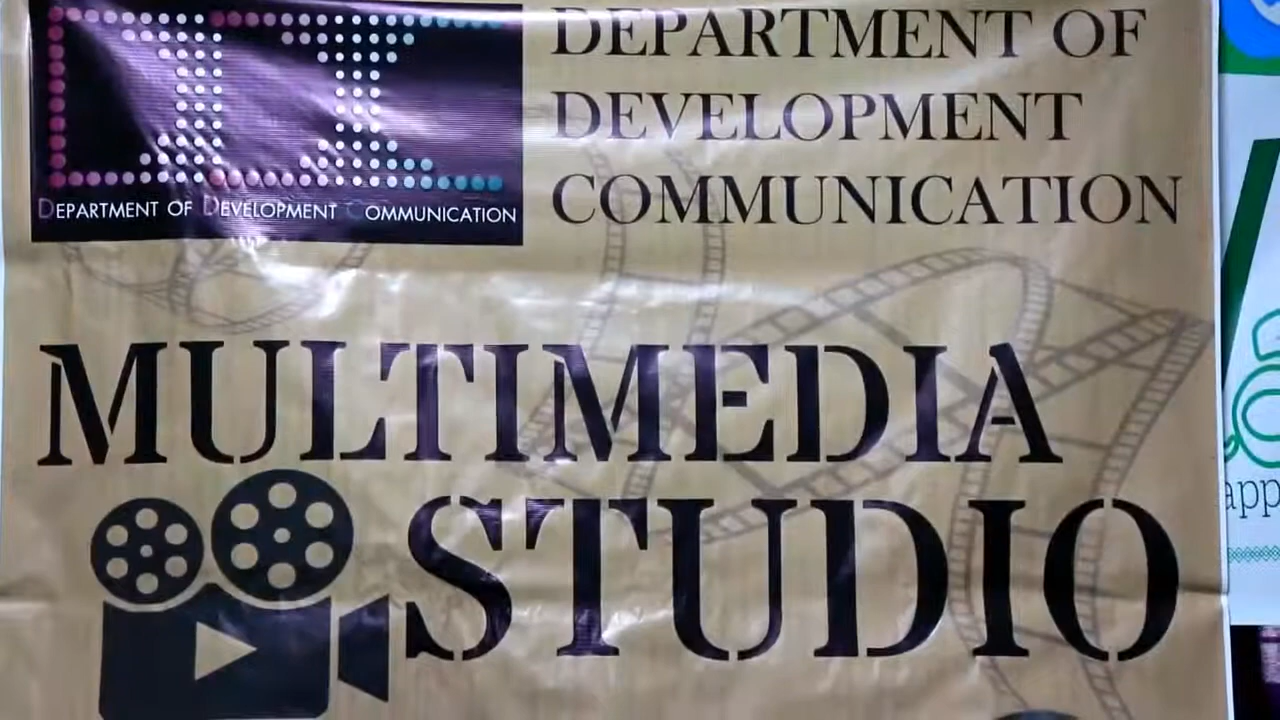 DEPARTMENT OF
DEVELOPMENT
COMMUNICATION
DEPARTMENT OF DEVELOPMENT COMMUNICATION
MULTIMEDIA
STUDIO
app